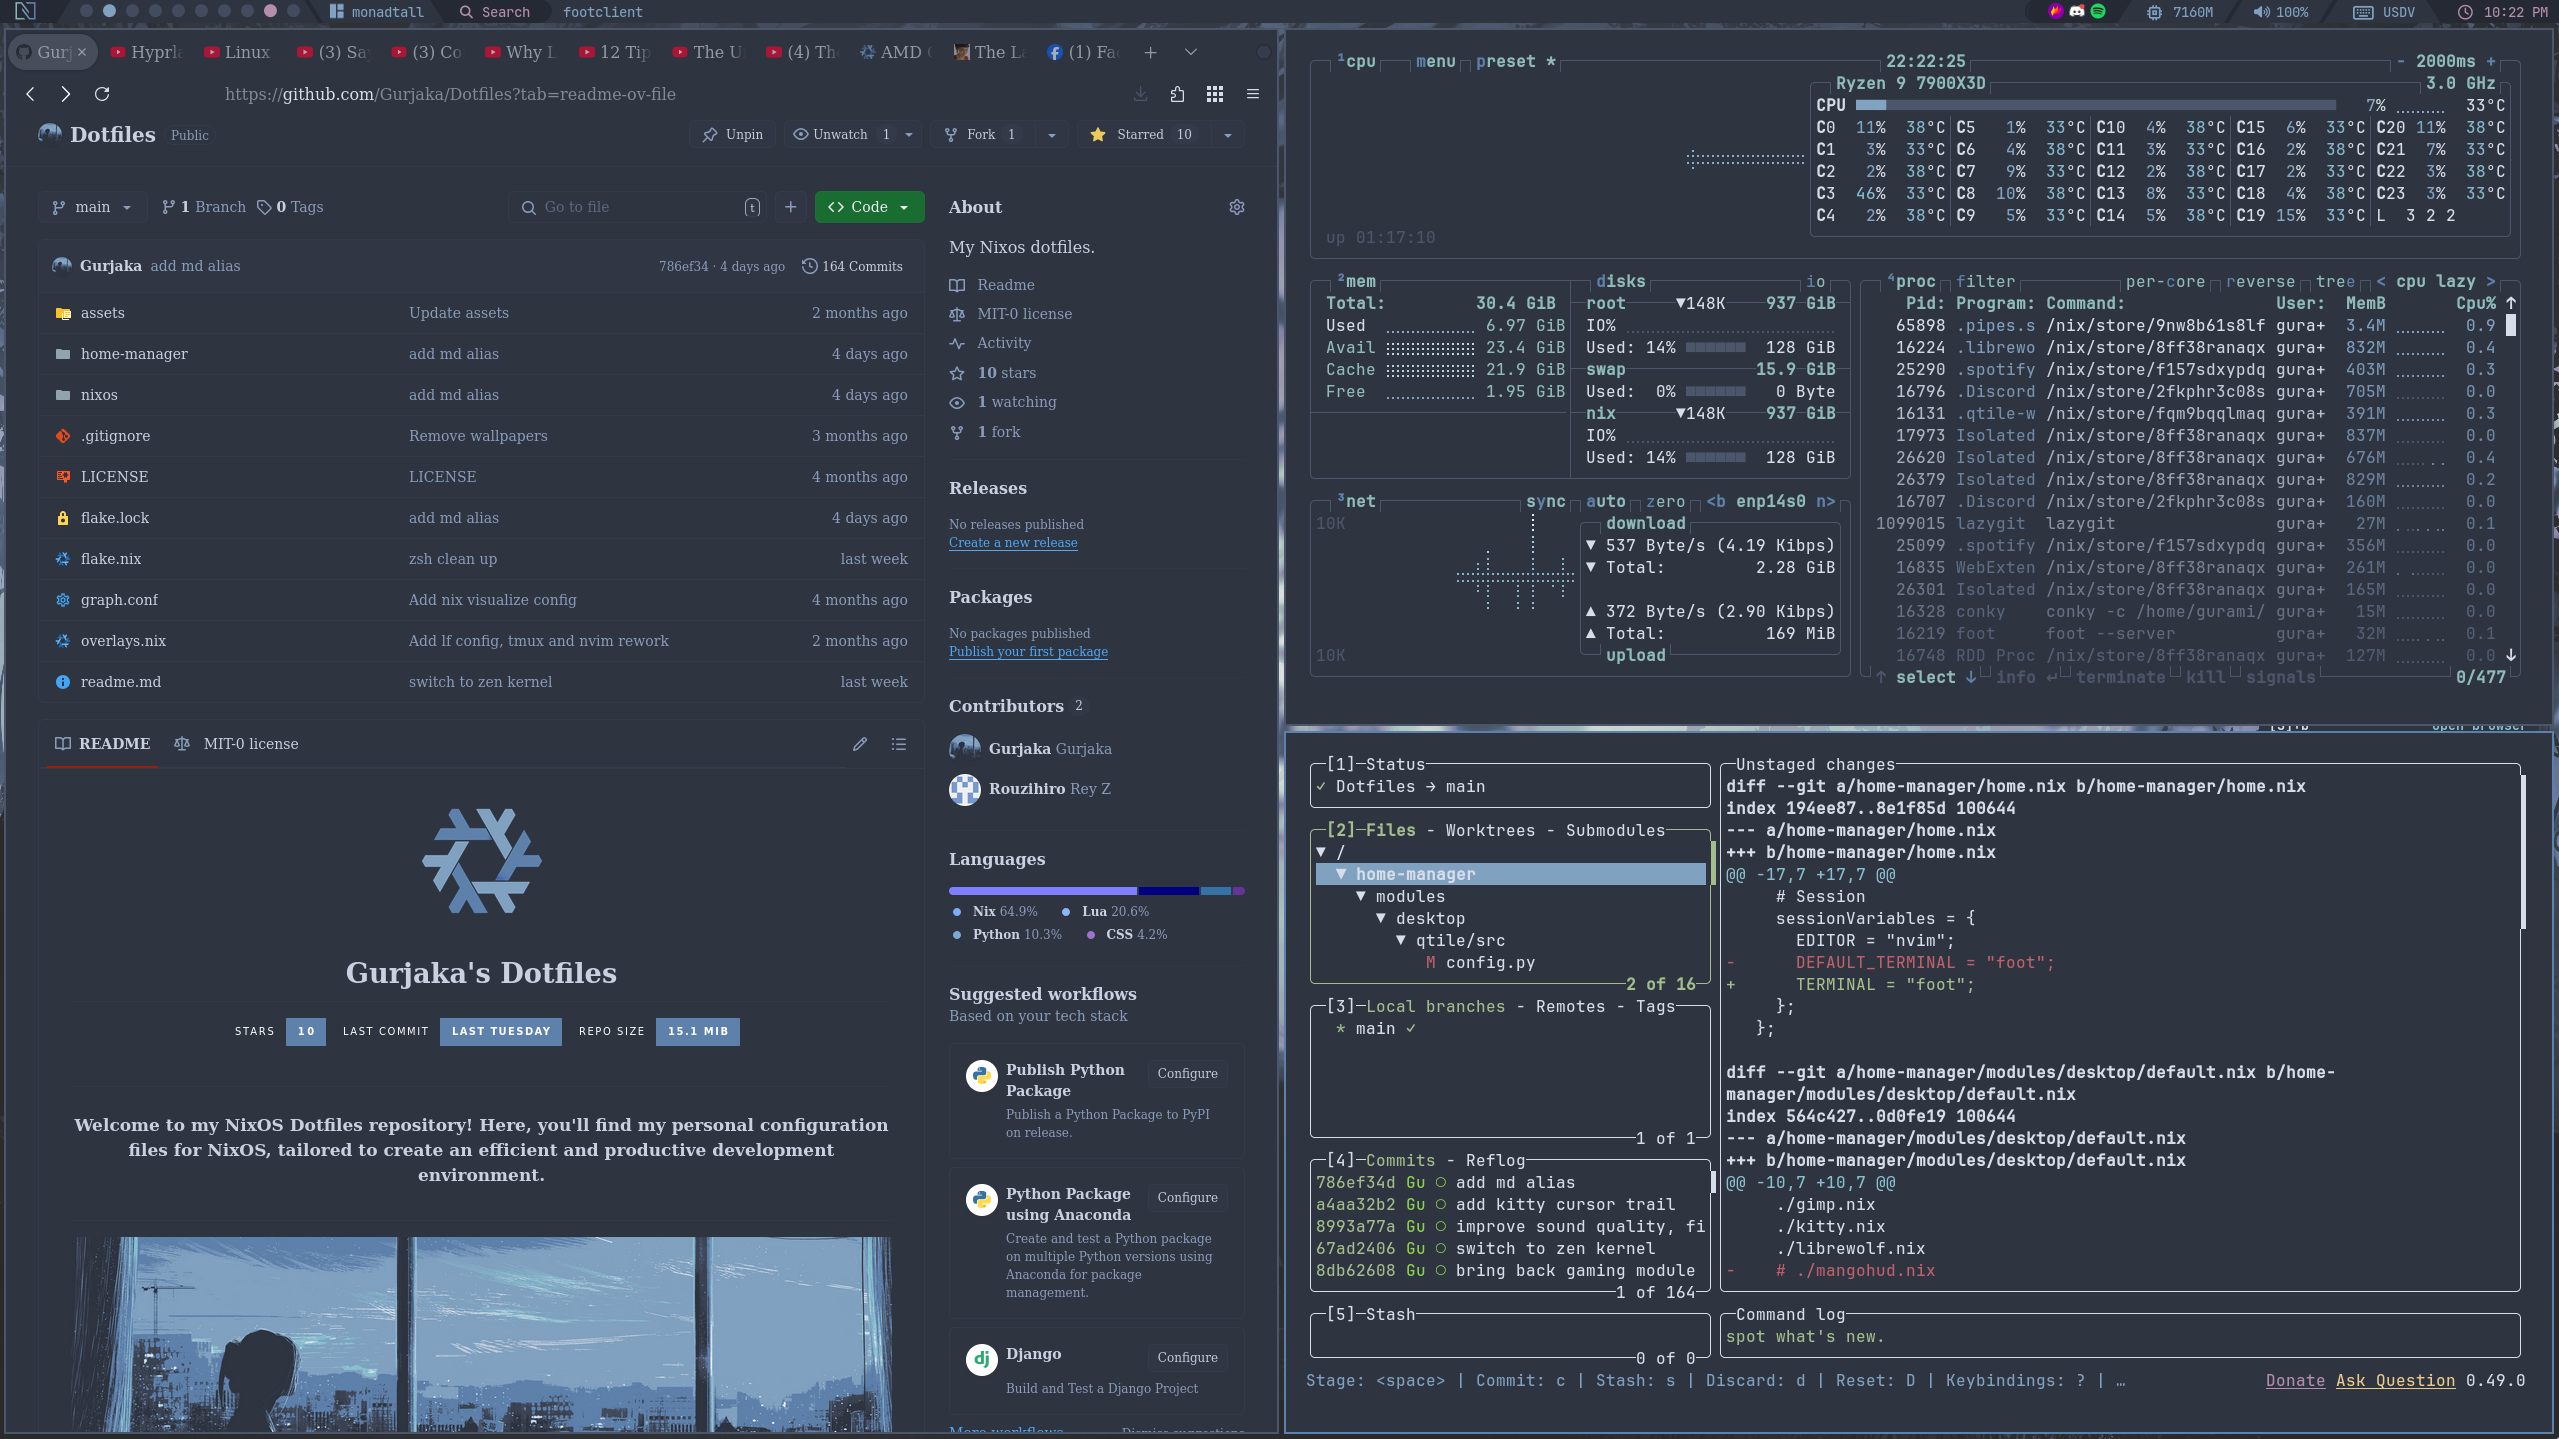 monadtall
Search
footclient
7160M
100%
USDV
10:22 PM
Gurj
Hyprla
Linux
(3) Sa
(3) Co
Why L
12 Tip
The U
(4) The
AMD
The La
(1) Fa
https://github.com/Gurjaka/Dotfiles?tab=readme-ov-file
Dotfiles Public
Unpin
Unwatch 1
Fork 1
Starred 10
main
1 Branch
0 Tags
Go to file t
Code
Gurjaka add md alias
786ef34 · 4 days ago
164 Commits
assets Update assets 2 months ago
home-manager add md alias 4 days ago
nixos add md alias 4 days ago
.gitignore Remove wallpapers 3 months ago
LICENSE LICENSE 4 months ago
flake.lock add md alias 4 days ago
flake.nix zsh clean up last week
graph.conf Add nix visualize config 4 months ago
overlays.nix Add lf config, tmux and nvim rework 2 months ago
readme.md switch to zen kernel last week
README
MIT-0 license
Gurjaka's Dotfiles
STARS 10 LAST COMMIT LAST TUESDAY REPO SIZE 15.1 MIB
Welcome to my NixOS Dotfiles repository! Here, you'll find my personal configuration
files for NixOS, tailored to create an efficient and productive development
environment.
About
My Nixos dotfiles.
Readme
MIT-0 license
Activity
10 stars
1 watching
1 fork
Releases
No releases published
Create a new release
Packages
No packages published
Publish your first package
Contributors 2
Gurjaka Gurjaka
Rouzihiro Rey Z
Languages
Nix 64.9% Lua 20.6%
Python 10.3% CSS 4.2%
Suggested workflows
Based on your tech stack
Publish Python
Package
Configure
Publish a Python Package to PyPI
on release.
Python Package
using Anaconda
Configure
Create and test a Python package
on multiple Python versions using
Anaconda for package
management.
dj
Django
Configure
Build and Test a Django Project
More workflows
Dismiss suggestions
¹cpu menu preset * 22:22:25 - 2000ms +
Ryzen 9 7900X3D 3.0 GHz
CPU 7% 33°C
C0 11% 38°C C5 1% 33°C C10 4% 38°C C15 6% 33°C C20 11% 38°C
C1 3% 33°C C6 4% 38°C C11 3% 33°C C16 2% 38°C C21 7% 33°C
C2 2% 38°C C7 9% 33°C C12 2% 38°C C17 2% 33°C C22 3% 38°C
C3 46% 33°C C8 10% 38°C C13 8% 33°C C18 4% 38°C C23 3% 33°C
C4 2% 38°C C9 5% 33°C C14 5% 38°C C19 15% 33°C L 3 2 2
up 01:17:10
²mem
Total: 30.4 GiB
Used 6.97 GiB
Avail 23.4 GiB
Cache 21.9 GiB
Free 1.95 GiB
disks io
root ▼148K 937 GiB
IO%
Used: 14% 128 GiB
swap 15.9 GiB
Used: 0% 0 Byte
nix ▼148K 937 GiB
IO%
Used: 14% 128 GiB
³net sync auto zero <b enp14s0 n>
10K
10K
download
▼ 537 Byte/s (4.19 Kibps)
▼ Total: 2.28 GiB
▲ 372 Byte/s (2.90 Kibps)
▲ Total: 169 MiB
upload
⁴proc filter per-core reverse tree < cpu lazy >
Pid: Program: Command: User: MemB Cpu% ↑
65898 .pipes.s /nix/store/9nw8b61s8lf gura+ 3.4M 0.9
16224 .librewo /nix/store/8ff38ranaqx gura+ 832M 0.4
25290 .spotify /nix/store/f157sdxypdq gura+ 403M 0.3
16796 .Discord /nix/store/2fkphr3c08s gura+ 705M 0.0
16131 .qtile-w /nix/store/fqm9bqqlmaq gura+ 391M 0.3
17973 Isolated /nix/store/8ff38ranaqx gura+ 837M 0.0
26620 Isolated /nix/store/8ff38ranaqx gura+ 676M 0.4
26379 Isolated /nix/store/8ff38ranaqx gura+ 829M 0.2
16707 .Discord /nix/store/2fkphr3c08s gura+ 160M 0.0
1099015 lazygit lazygit gura+ 27M 0.1
25099 .spotify /nix/store/f157sdxypdq gura+ 356M 0.0
16835 WebExten /nix/store/8ff38ranaqx gura+ 261M 0.0
26301 Isolated /nix/store/8ff38ranaqx gura+ 165M 0.0
16328 conky conky -c /home/gurami/ gura+ 15M 0.0
16219 foot foot --server gura+ 32M 0.1
16748 RDD Proc /nix/store/8ff38ranaqx gura+ 127M 0.0 ↓
↑ select ↓ info ↵ terminate kill signals 0/477
[1]─Status
✓ Dotfiles → main
[2]─Files - Worktrees - Submodules
▼ /
▼ home-manager
▼ modules
▼ desktop
▼ qtile/src
M config.py
2 of 16
[3]─Local branches - Remotes - Tags
* main ✓
1 of 1
[4]─Commits - Reflog
786ef34d Gu ○ add md alias
a4aa32b2 Gu ○ add kitty cursor trail
8993a77a Gu ○ improve sound quality, fi
67ad2406 Gu ○ switch to zen kernel
8db62608 Gu ○ bring back gaming module
1 of 164
[5]─Stash
0 of 0
Unstaged changes
diff --git a/home-manager/home.nix b/home-manager/home.nix
index 194ee87..8e1f85d 100644
--- a/home-manager/home.nix
+++ b/home-manager/home.nix
@@ -17,7 +17,7 @@
# Session
sessionVariables = {
EDITOR = "nvim";
- DEFAULT_TERMINAL = "foot";
+ TERMINAL = "foot";
};
};
diff --git a/home-manager/modules/desktop/default.nix b/home-
manager/modules/desktop/default.nix
index 564c427..0d0fe19 100644
--- a/home-manager/modules/desktop/default.nix
+++ b/home-manager/modules/desktop/default.nix
@@ -10,7 +10,7 @@
./gimp.nix
./kitty.nix
./librewolf.nix
- # ./mangohud.nix
Command log
spot what's new.
Stage: <space> | Commit: c | Stash: s | Discard: d | Reset: D | Keybindings: ? | …
Donate Ask Question 0.49.0